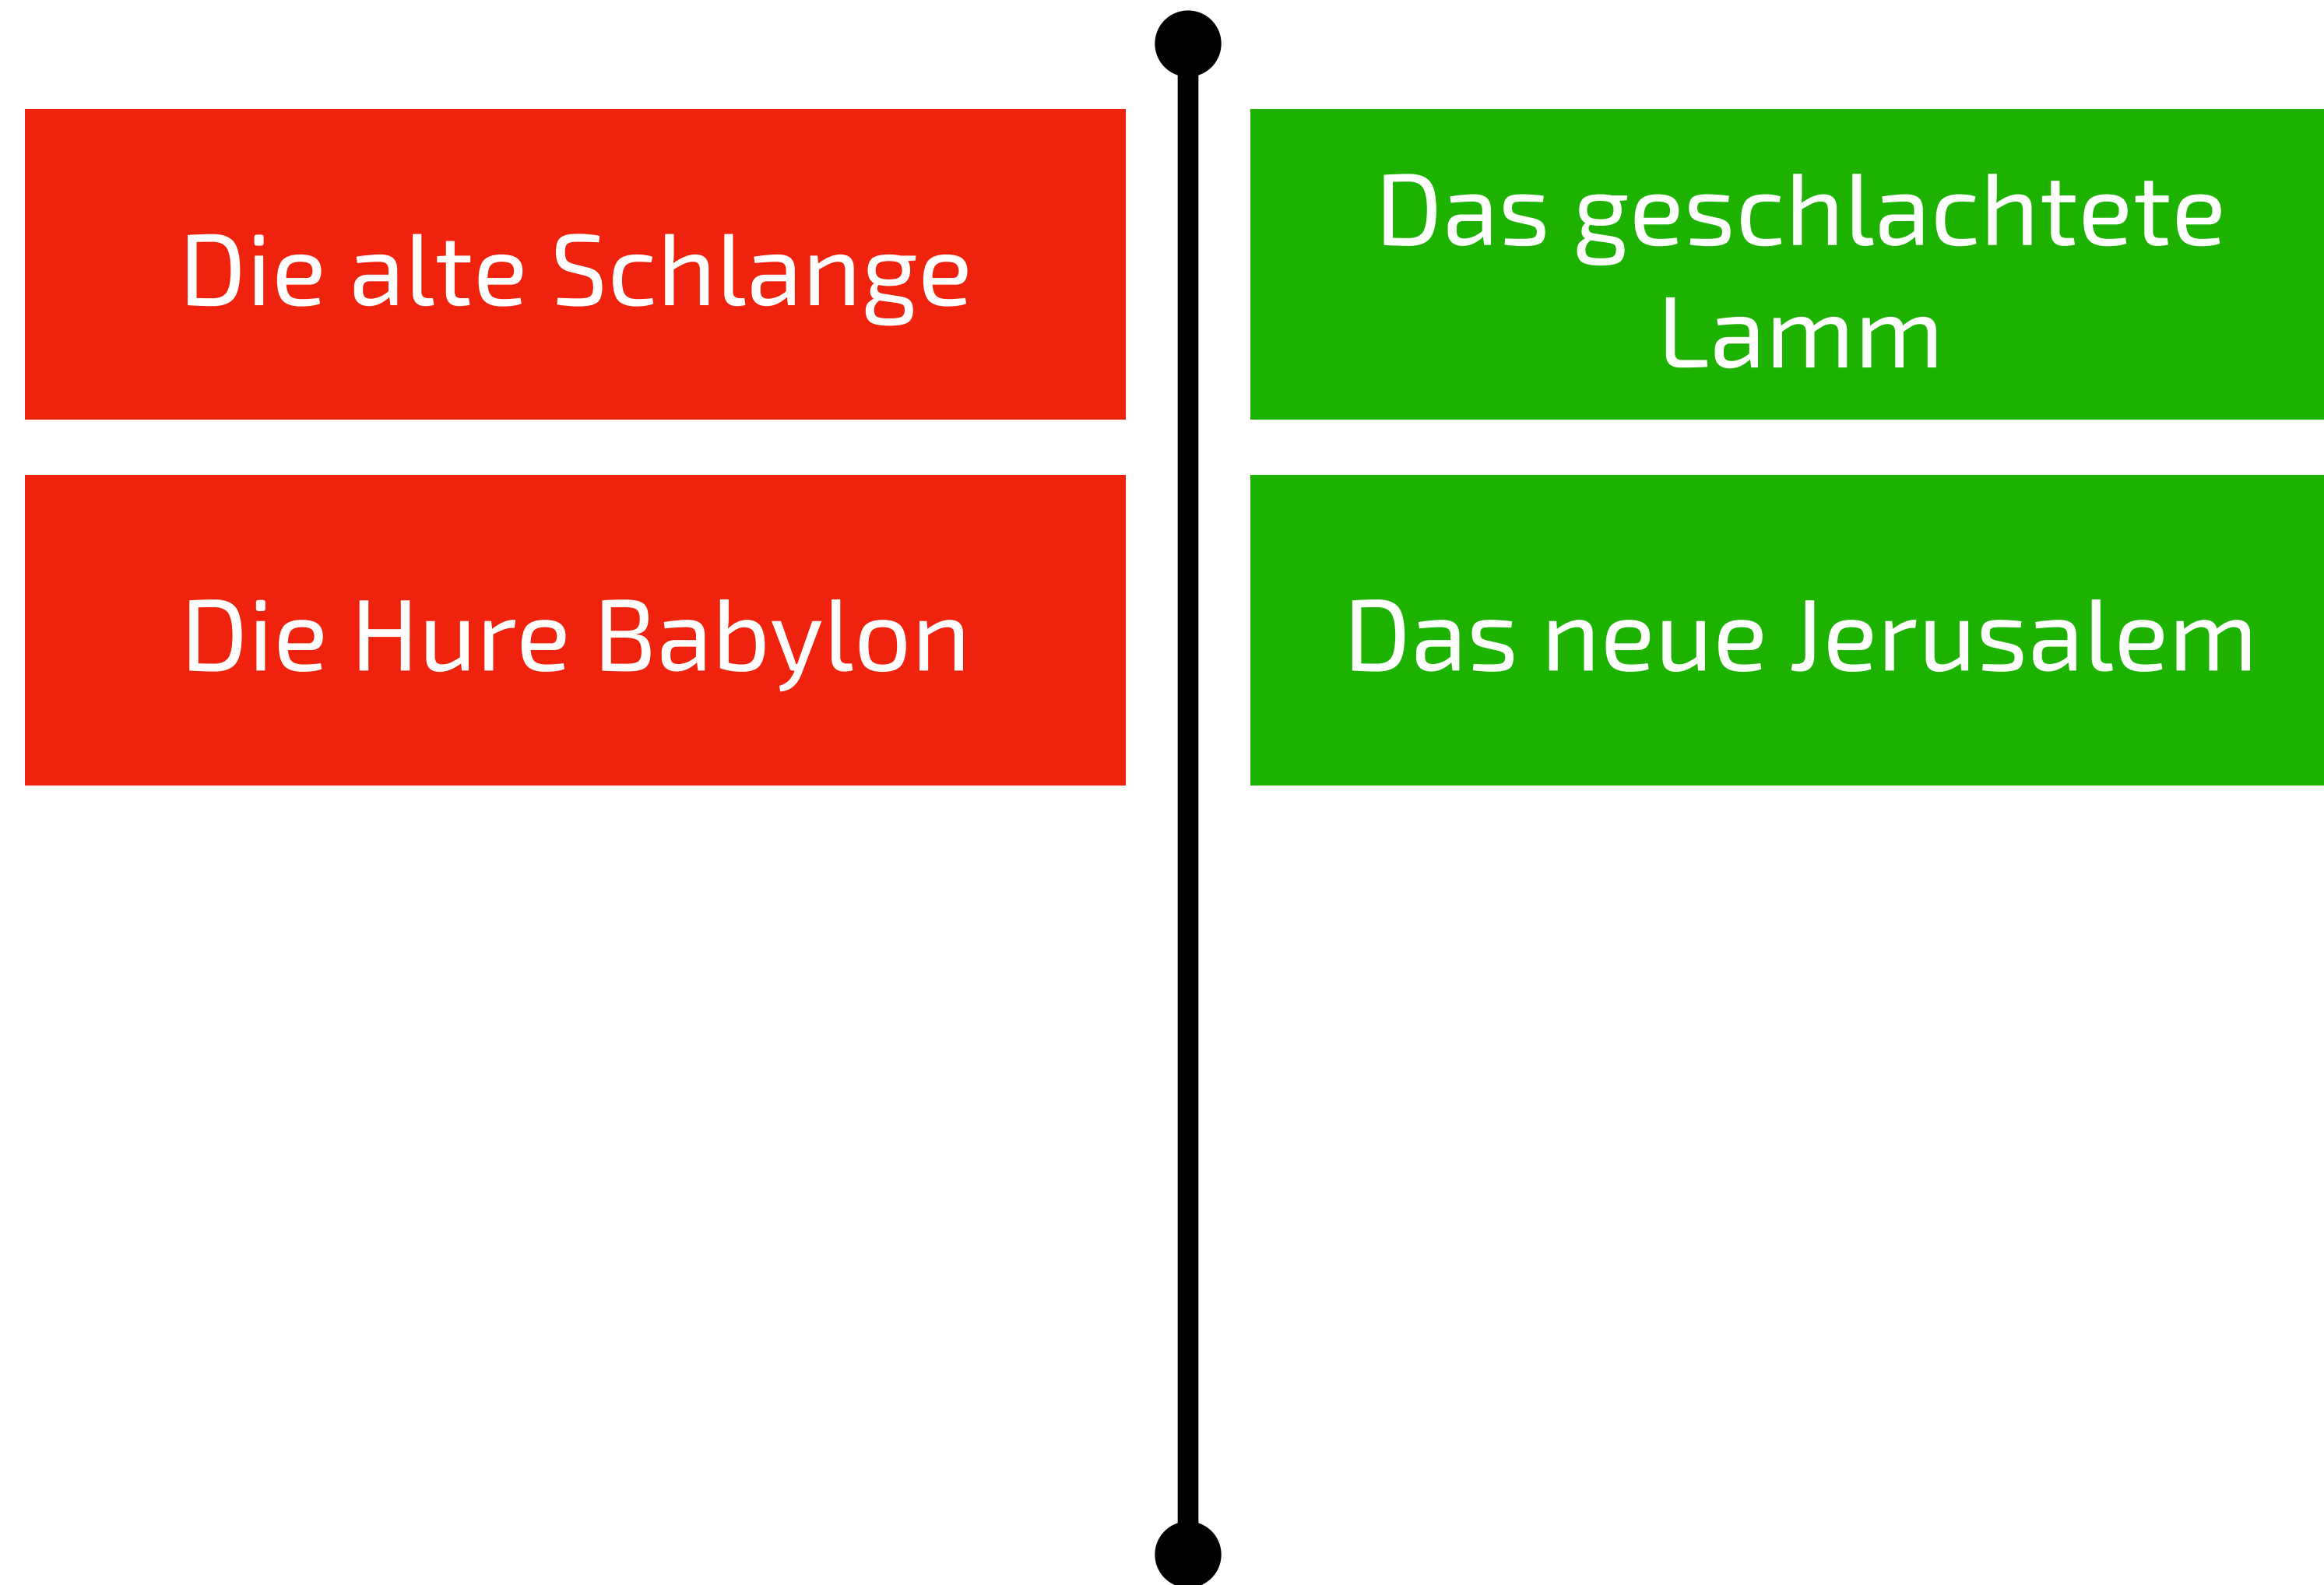 Die alte Schlange
Das geschlachtete
Lamm
Die Hure Babylon
Das neue Jerusalem